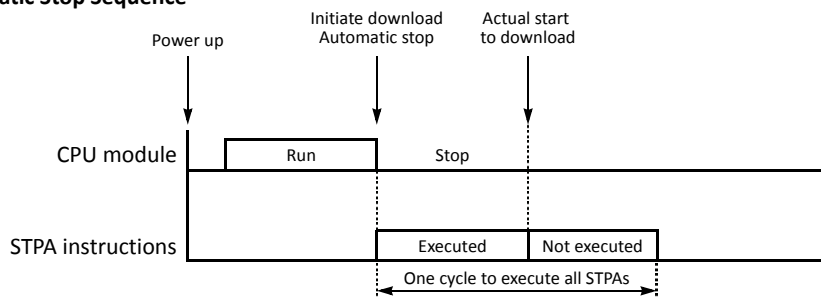 Stop Sequence
Power up
Initiate download
Automatic stop
Actual start
to download
CPU module
Run
Stop
STPA instructions
Executed
Not executed
One cycle to execute all STPAs